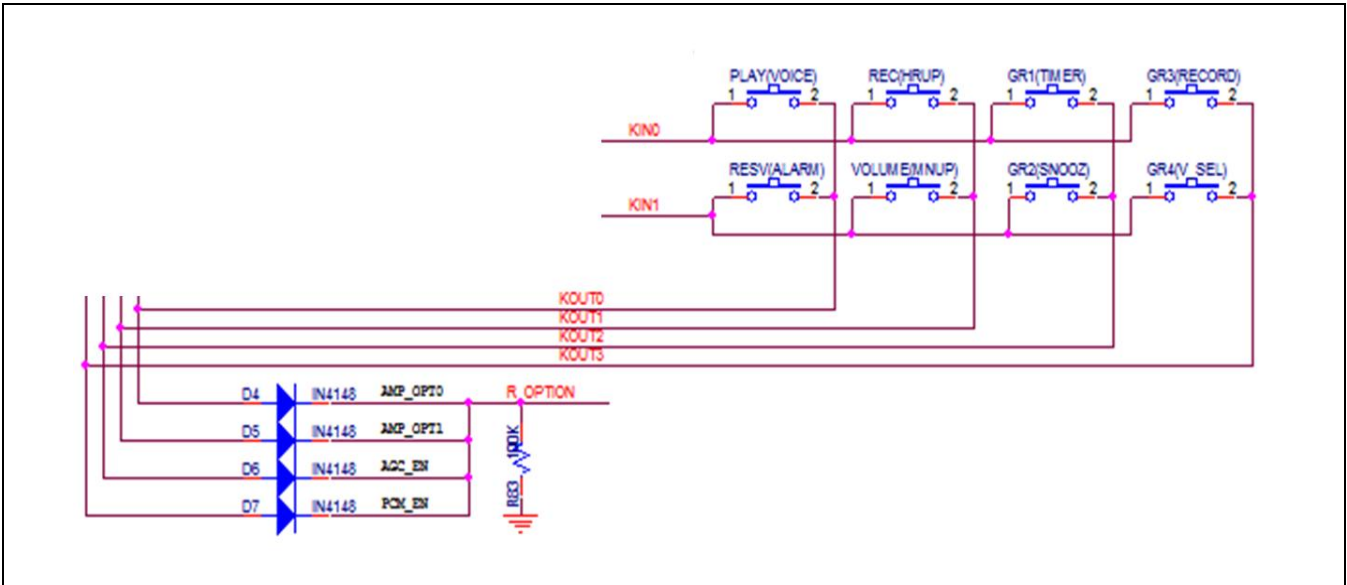 PLAY(VOICE) REC(HRUP) GR1(TIMER) GR3(RECORD)
1 2 1 2 1 2 1 2
KIN0
RESV(ALARM) VOLUME(MNUP) GR2(SNOOZ) GR4(V_SEL)
1 2 1 2 1 2 1 2
KIN1
KOUT0
KOUT1
KOUT2
KOUT3
D4 IN4148 AMP_OPT0 R_OPTION
D5 IN4148 AMP_OPT1
D6 IN4148 AGC_EN
D7 IN4148 PCM_EN
R83